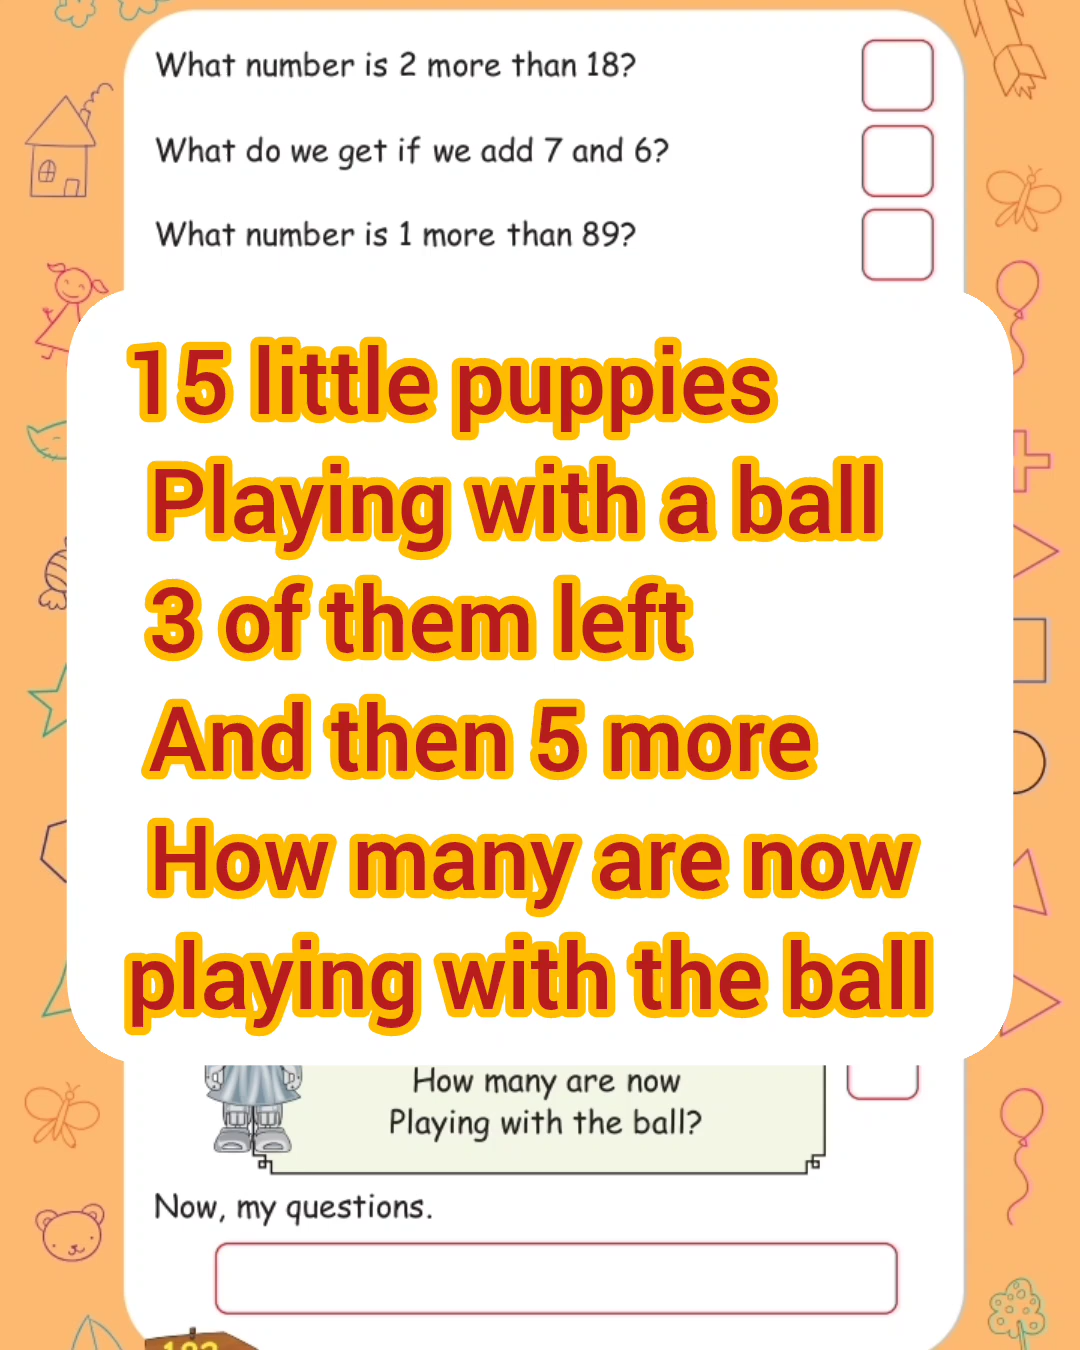 What number is 2 more than 18?
What do we get if we add 7 and 6?
What number is 1 more than 89?
15 little puppies
Playing with a ball
3 of them left
And then 5 more
How many are now
playing with the ball
How many are now
Playing with the ball?
Now, my questions.